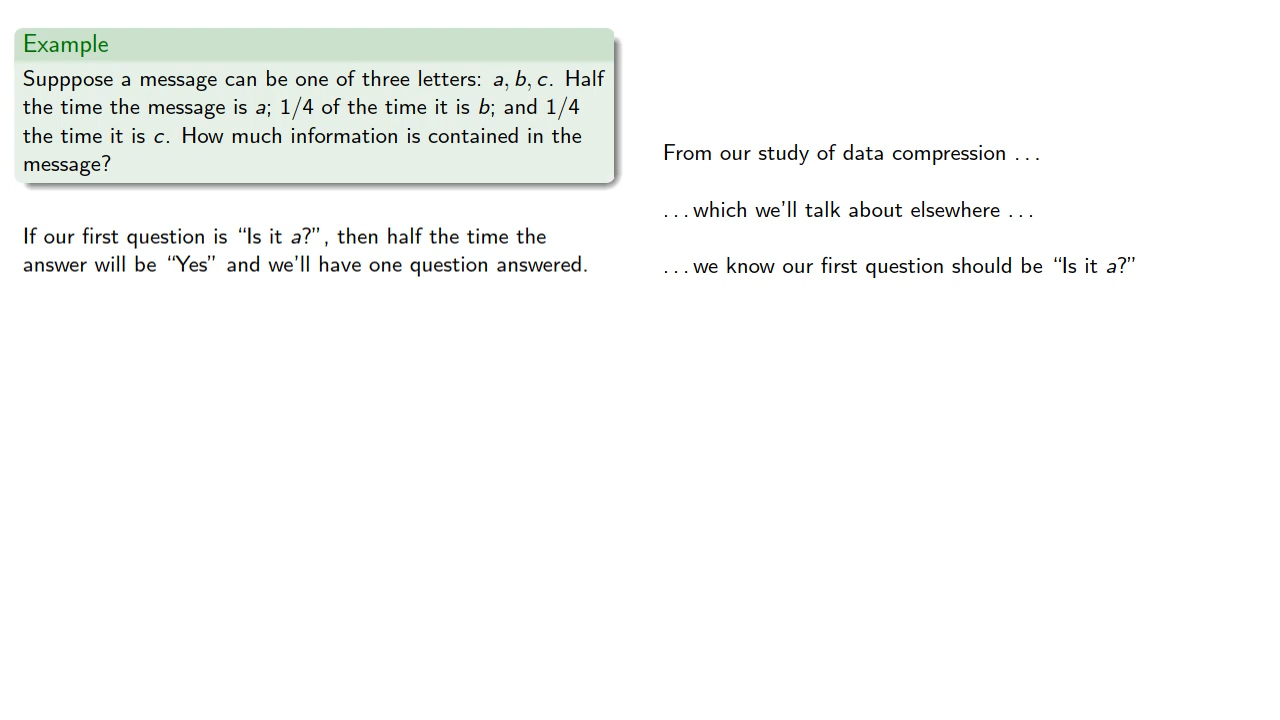 Example
Supppose a message can be one of three letters: a, b, c. Half
the time the message is a; 1/4 of the time it is b; and 1/4
the time it is c. How much information is contained in the
message?
If our first question is “Is it a?”, then half the time the
answer will be “Yes” and we’ll have one question answered.
From our study of data compression . . .
. . . which we’ll talk about elsewhere . . .
. . . we know our first question should be “Is it a?”